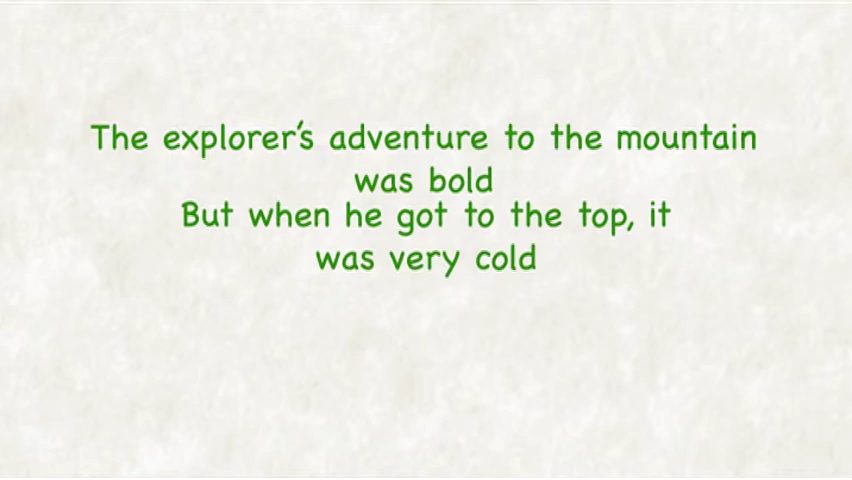 The explorer's adventure to the mountain
was bold
But when he got to the top, it
was very cold